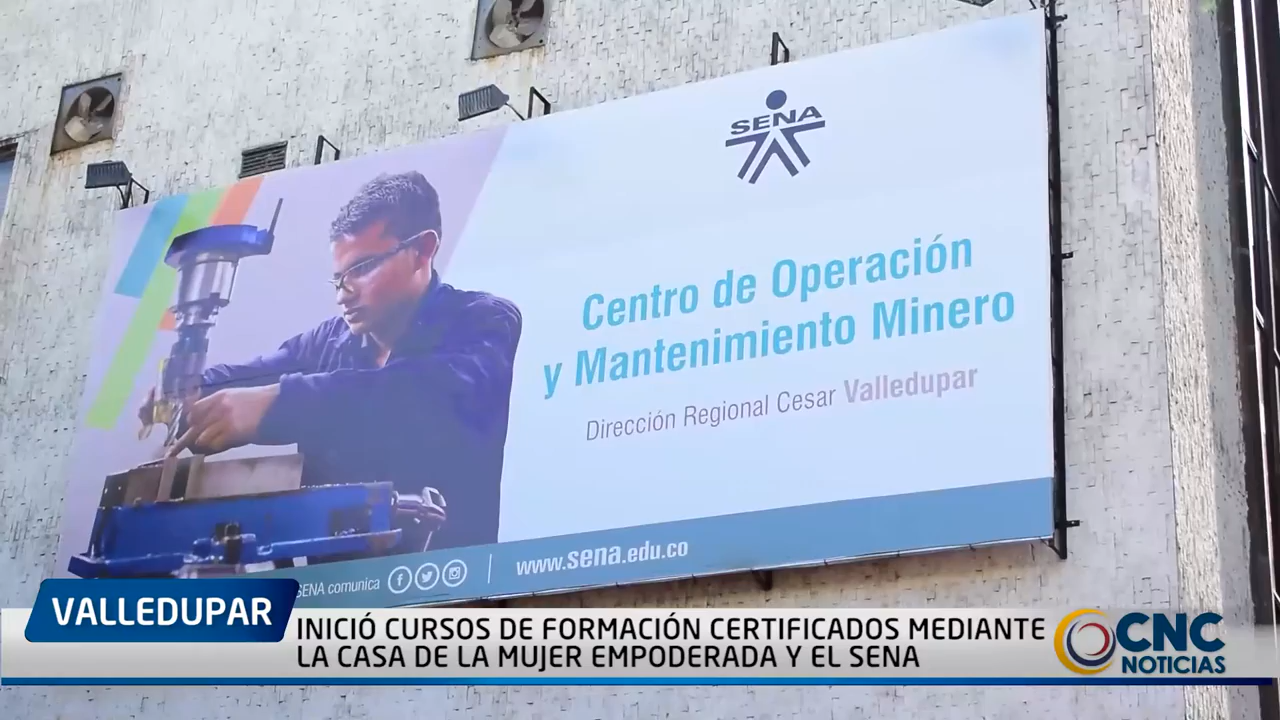 SENA
Centro de Operación
y Mantenimiento Minero
Dirección Regional Cesar Valledupar
SENA comunica
www.sena.edu.co
VALLEDUPAR
INICIÓ CURSOS DE FORMACIÓN CERTIFICADOS MEDIANTE
LA CASA DE LA MUJER EMPODERADA Y EL SENA
CNC
NOTICIAS